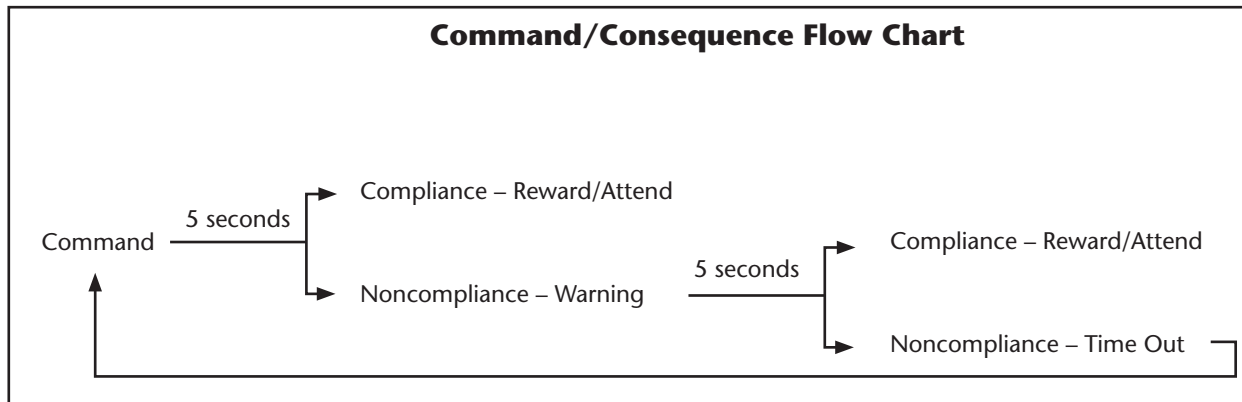 Command/Consequence Flow Chart
Compliance – Reward/Attend
5 seconds
Command
Compliance – Reward/Attend
5 seconds
Noncompliance – Warning
Noncompliance – Time Out